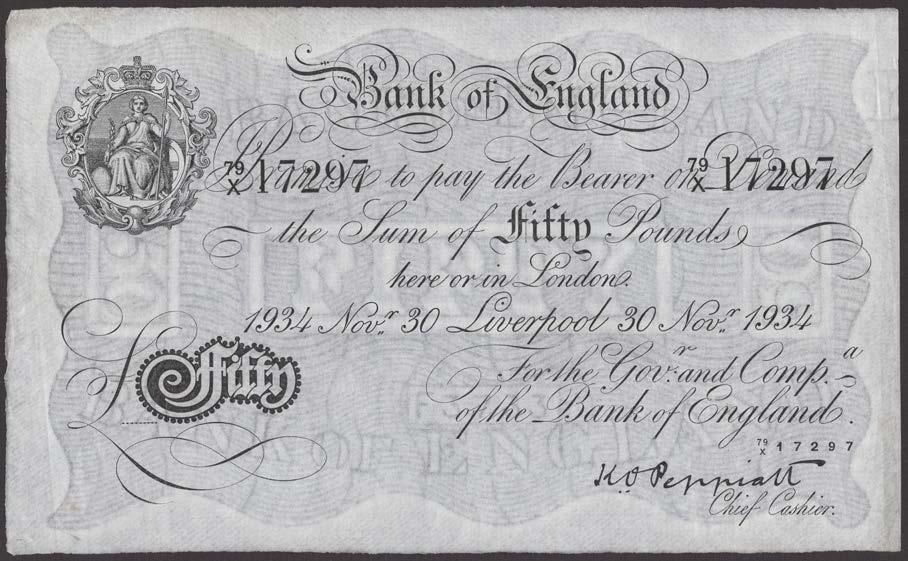 Bank of England
I Promise to pay the Bearer on Demand
79/X 17297 79/X 17297
the Sum of Fifty Pounds
here or in London.
1934 Novr. 30 Liverpool 30 Novr. 1934
For the Govr. and Compa.
£ Fifty
of the Bank of England.
79/X 17297
K.O. Peppiatt
Chief Cashier.